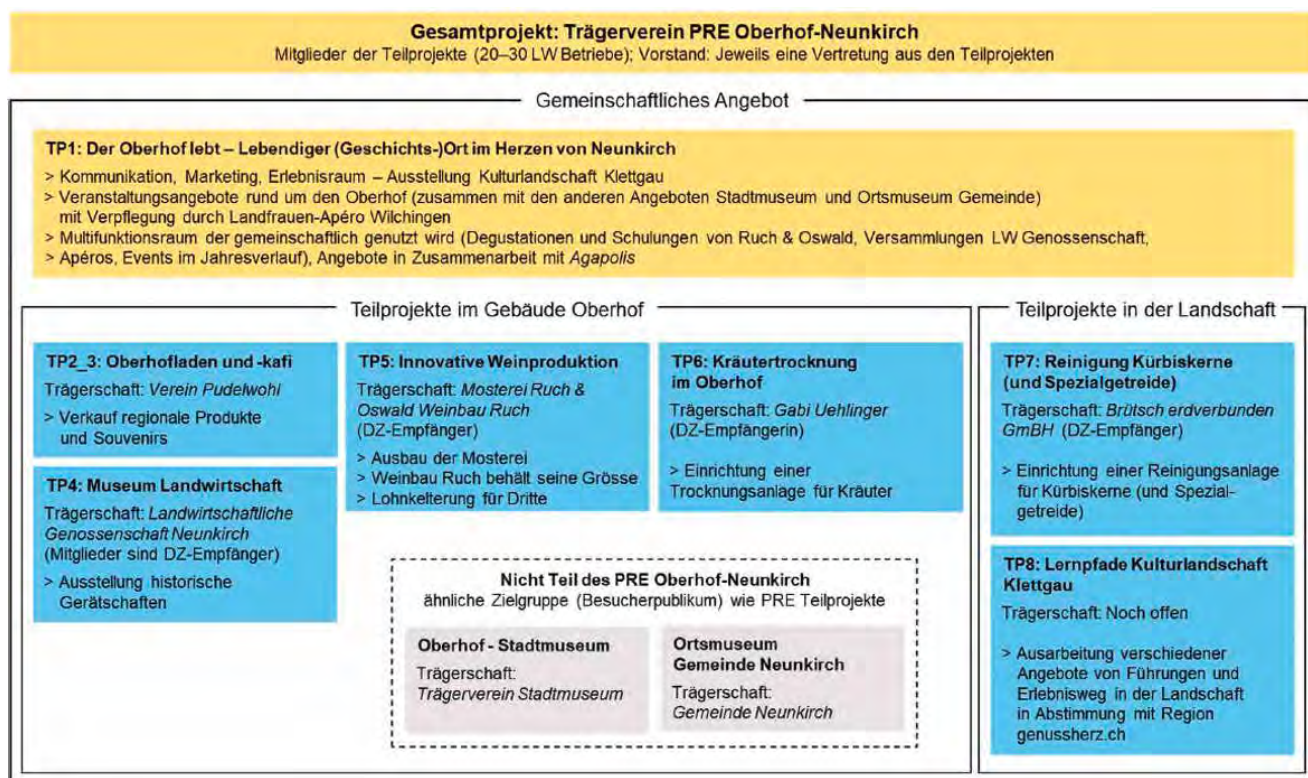 Gesamtprojekt: Trägerverein PRE Oberhof-Neunkirch
Mitglieder der Teilprojekte (20–30 LW Betriebe); Vorstand: Jeweils eine Vertretung aus den Teilprojekten
Gemeinschaftliches Angebot
TP1: Der Oberhof lebt – Lebendiger (Geschichts-)Ort im Herzen von Neunkirch
> Kommunikation, Marketing, Erlebnisraum – Ausstellung Kulturlandschaft Klettgau
> Veranstaltungsangebote rund um den Oberhof (zusammen mit den anderen Angeboten Stadtmuseum und Ortsmuseum Gemeinde)
mit Verpflegung durch Landfrauen-Apéro Wilchingen
> Multifunktionsraum der gemeinschaftlich genutzt wird (Degustationen und Schulungen von Ruch & Oswald, Versammlungen LW Genossenschaft,
> Apéros, Events im Jahresverlauf), Angebote in Zusammenarbeit mit Agapolis
Teilprojekte im Gebäude Oberhof
TP2_3: Oberhofladen und -kafi
Trägerschaft: Verein Pudelwohl
> Verkauf regionale Produkte
und Souvenirs
TP4: Museum Landwirtschaft
Trägerschaft: Landwirtschaftliche
Genossenschaft Neunkirch
(Mitglieder sind DZ-Empfänger)
> Ausstellung historische
Gerätschaften
TP5: Innovative Weinproduktion
Trägerschaft: Mosterei Ruch &
Oswald Weinbau Ruch
(DZ-Empfänger)
> Ausbau der Mosterei
> Weinbau Ruch behält seine Grösse
> Lohnkelterung für Dritte
TP6: Kräutertrocknung
im Oberhof
Trägerschaft: Gabi Uehlinger
(DZ-Empfängerin)
> Einrichtung einer
Trocknungsanlage für Kräuter
Nicht Teil des PRE Oberhof-Neunkirch
ähnliche Zielgruppe (Besucherpublikum) wie PRE Teilprojekte
Oberhof - Stadtmuseum
Trägerschaft:
Trägerverein Stadtmuseum
Ortsmuseum
Gemeinde Neunkirch
Trägerschaft:
Gemeinde Neunkirch
Teilprojekte in der Landschaft
TP7: Reinigung Kürbiskerne
(und Spezialgetreide)
Trägerschaft: Brütsch erdverbunden
GmBH (DZ-Empfänger)
> Einrichtung einer Reinigungsanlage
für Kürbiskerne (und Spezial-
getreide)
TP8: Lernpfade Kulturlandschaft
Klettgau
Trägerschaft: Noch offen
> Ausarbeitung verschiedener
Angebote von Führungen und
Erlebnisweg in der Landschaft
in Abstimmung mit Region
genussherz.ch